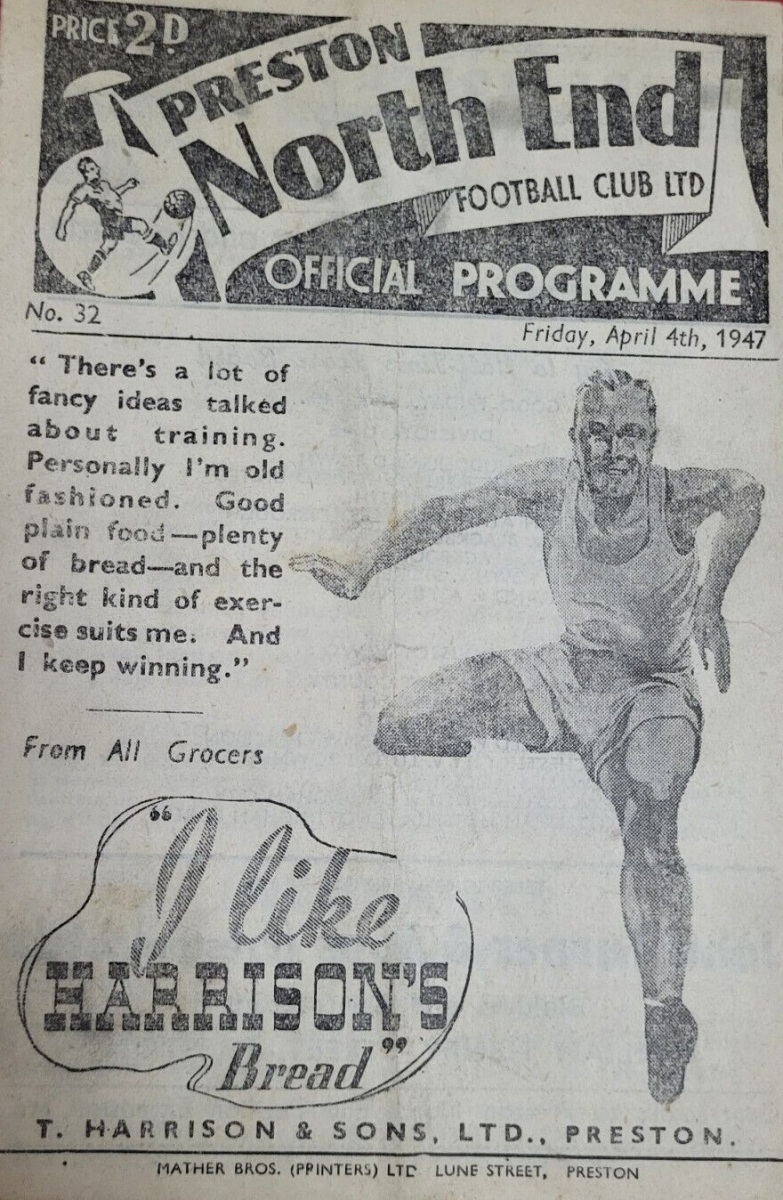 PRICE 2D
PRESTON
North End
FOOTBALL CLUB LTD
OFFICIAL PROGRAMME
No. 32
Friday, April 4th, 1947
“There's a lot of
fancy ideas talked
about training.
Personally I'm old
fashioned. Good
plain food—plenty
of bread—and the
right kind of exer-
cise suits me. And
I keep winning.”
From All Grocers
“I like
HARRISON'S
Bread”
T. HARRISON & SONS, LTD., PRESTON.
MATHER BROS. (PRINTERS) LTD LUNE STREET, PRESTON